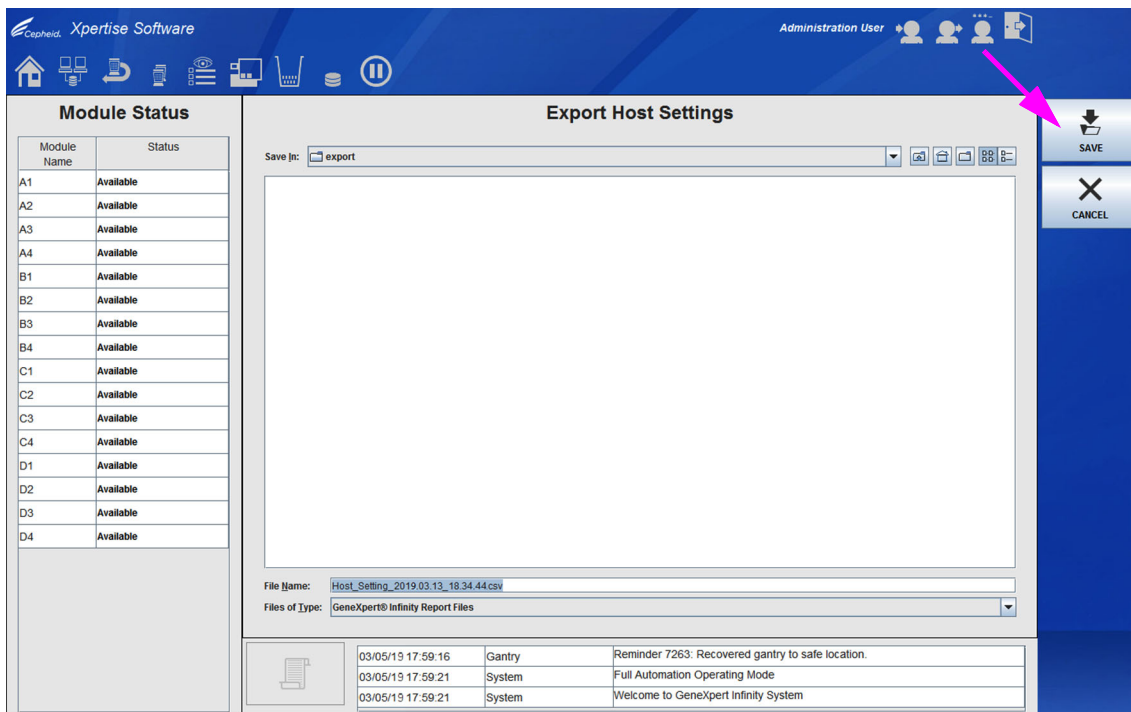 Cepheid. Xpertise Software
Administration User
Module Status
Export Host Settings
Module Name Status
A1 Available
A2 Available
A3 Available
A4 Available
B1 Available
B2 Available
B3 Available
B4 Available
C1 Available
C2 Available
C3 Available
C4 Available
D1 Available
D2 Available
D3 Available
D4 Available
Save In: export
File Name: Host_Setting_2019.03.13_18.34.44.csv
Files of Type: GeneXpert® Infinity Report Files
03/05/19 17:59:16 Gantry Reminder 7263: Recovered gantry to safe location.
03/05/19 17:59:21 System Full Automation Operating Mode
03/05/19 17:59:21 System Welcome to GeneXpert Infinity System
SAVE
CANCEL